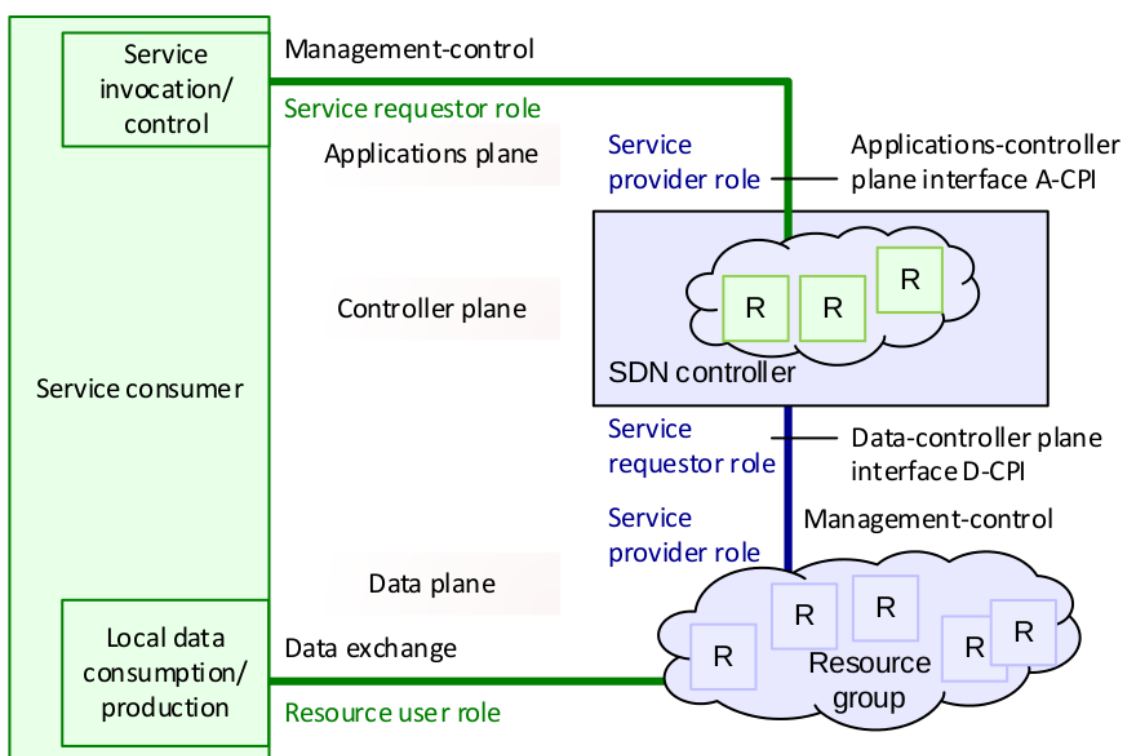 Service
invocation/
control
Management-control
Service requestor role
Applications plane
Service
provider role
Applications-controller
plane interface A-CPI
R
R
R
Controller plane
SDN controller
Service consumer
Service
requestor role
Data-controller plane
interface D-CPI
Service
provider role
Management-control
Data plane
R
R
R
R
R
Resource
group
Local data
consumption/
production
Data exchange
Resource user role